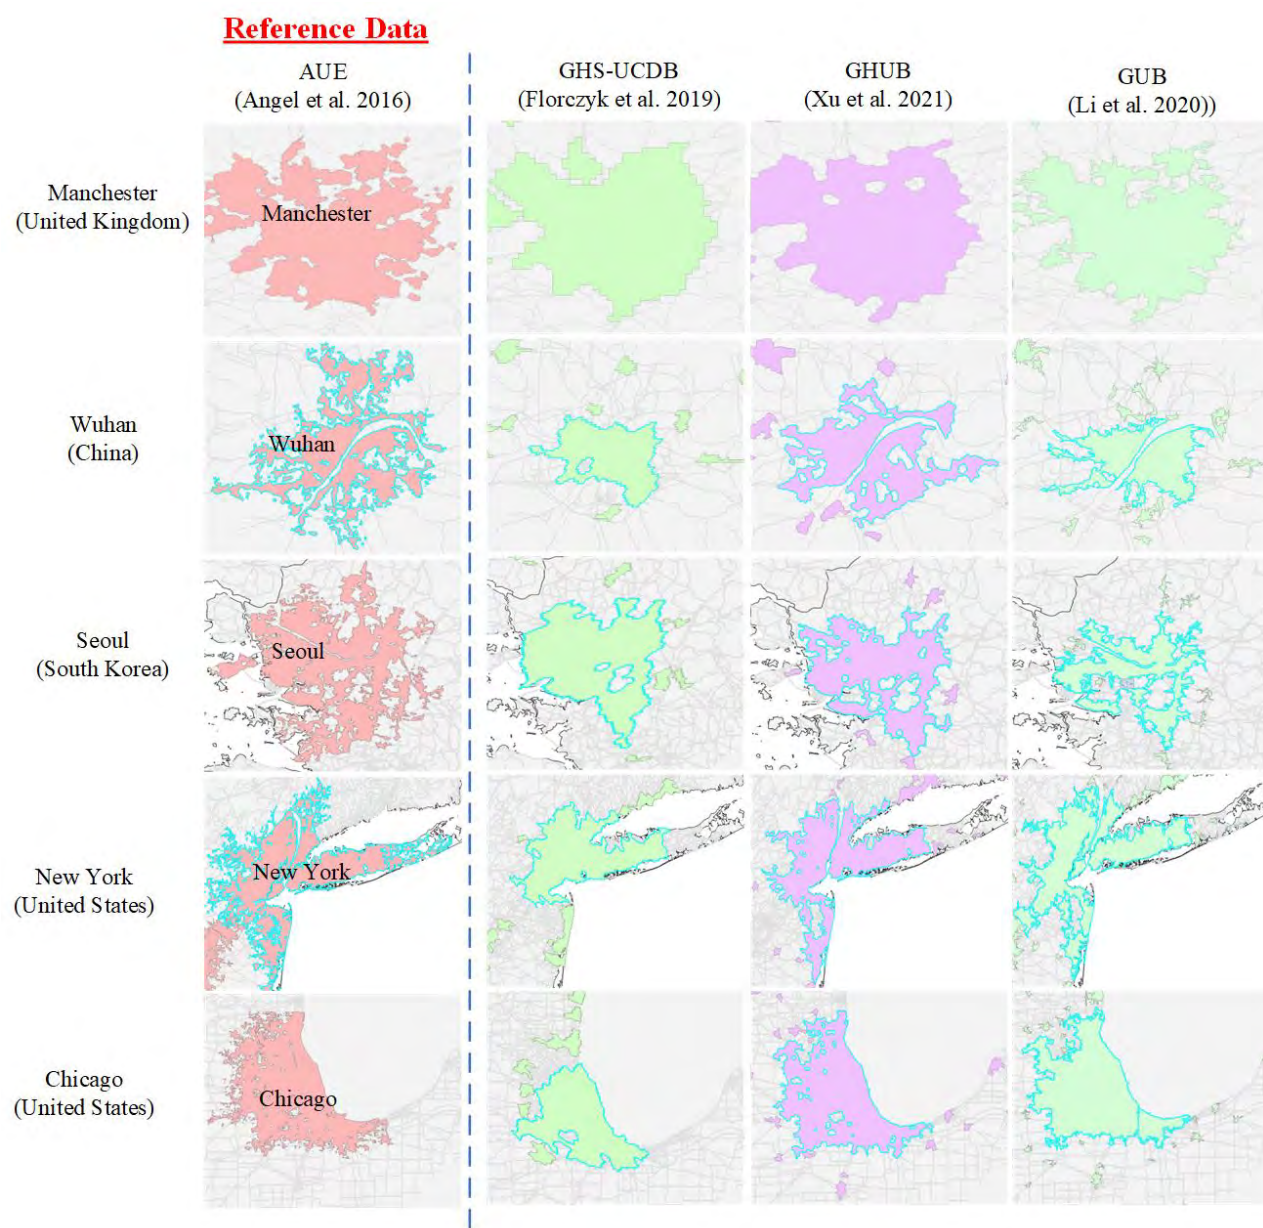 Reference Data
AUE
(Angel et al. 2016)
GHS-UCDB
(Florczyk et al. 2019)
GHUB
(Xu et al. 2021)
GUB
(Li et al. 2020))
Manchester
(United Kingdom)
Manchester
Wuhan
(China)
Wuhan
Seoul
(South Korea)
Seoul
New York
(United States)
New York
Chicago
(United States)
Chicago